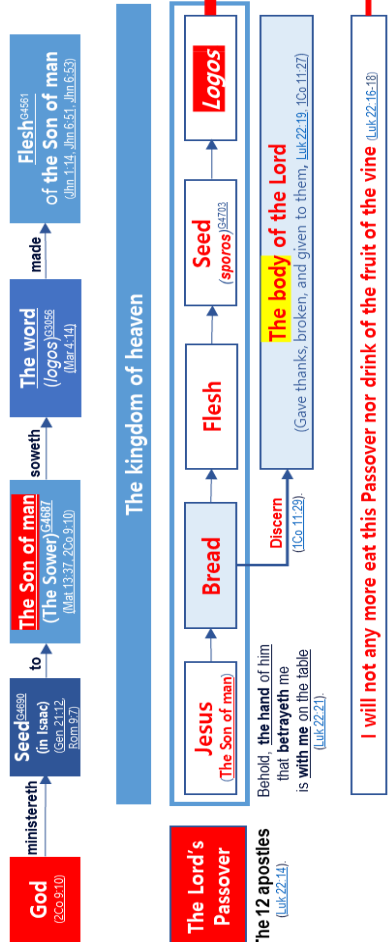 God
(2Co 9:10)
ministereth
SeedG4690
(in Isaac)
(Gen 21:12,
Rom 9:7)
to
The Son of man
(The Sower)G4687
(Mat 13:37, 2Co 9:10)
soweth
The word
(logos)G3056
(Mar 4:14)
made
FleshG4561
of the Son of man
(Jhn 1:14, Jhn 6:51, Jhn 6:53)
The kingdom of heaven
The Lord's
Passover
Jesus
(The Son of man)
Bread
Flesh
Seed
(sporos)G4703
Logos
'he 12 apostles
(Luk 22:14).
Behold, the hand of him
that betrayeth me
is with me on the table
(Luk 22:21).
Discern
(1Co 11:29).
The body of the Lord
(Gave thanks, broken, and given to them, Luk 22:19, 1Co 11:27)
I will not any more eat this Passover nor drink of the fruit of the vine (Luk 22:16-18)